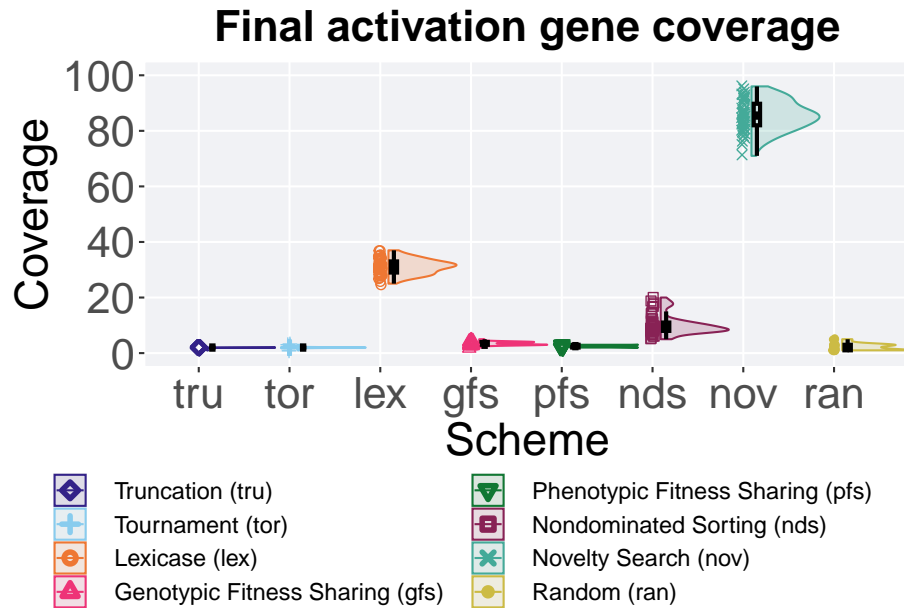 Final activation gene coverage
100
80
60
40
20
0
Coverage
tru tor lex gfs pfs nds nov ran
Scheme
Truncation (tru)
Tournament (tor)
Lexicase (lex)
Genotypic Fitness Sharing (gfs)
Phenotypic Fitness Sharing (pfs)
Nondominated Sorting (nds)
Novelty Search (nov)
Random (ran)